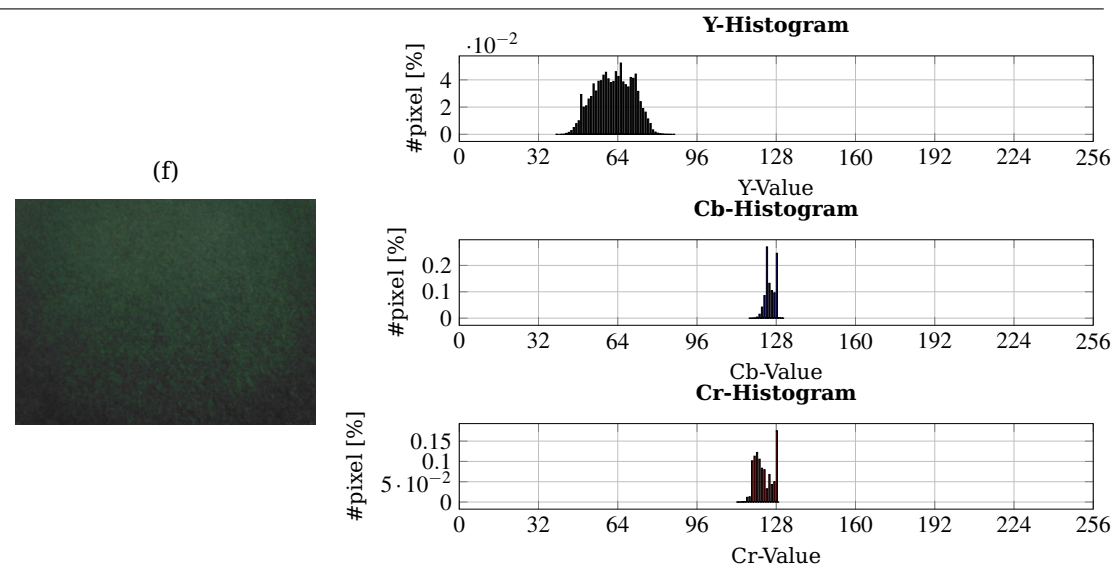 (f)
Y-Histogram
·10−2
#pixel [%]
4
2
0
0 32 64 96 128 160 192 224 256
Y-Value
Cb-Histogram
#pixel [%]
0.2
0.1
0
0 32 64 96 128 160 192 224 256
Cb-Value
Cr-Histogram
#pixel [%]
0.15
0.1
5 · 10−2
0
0 32 64 96 128 160 192 224 256
Cr-Value